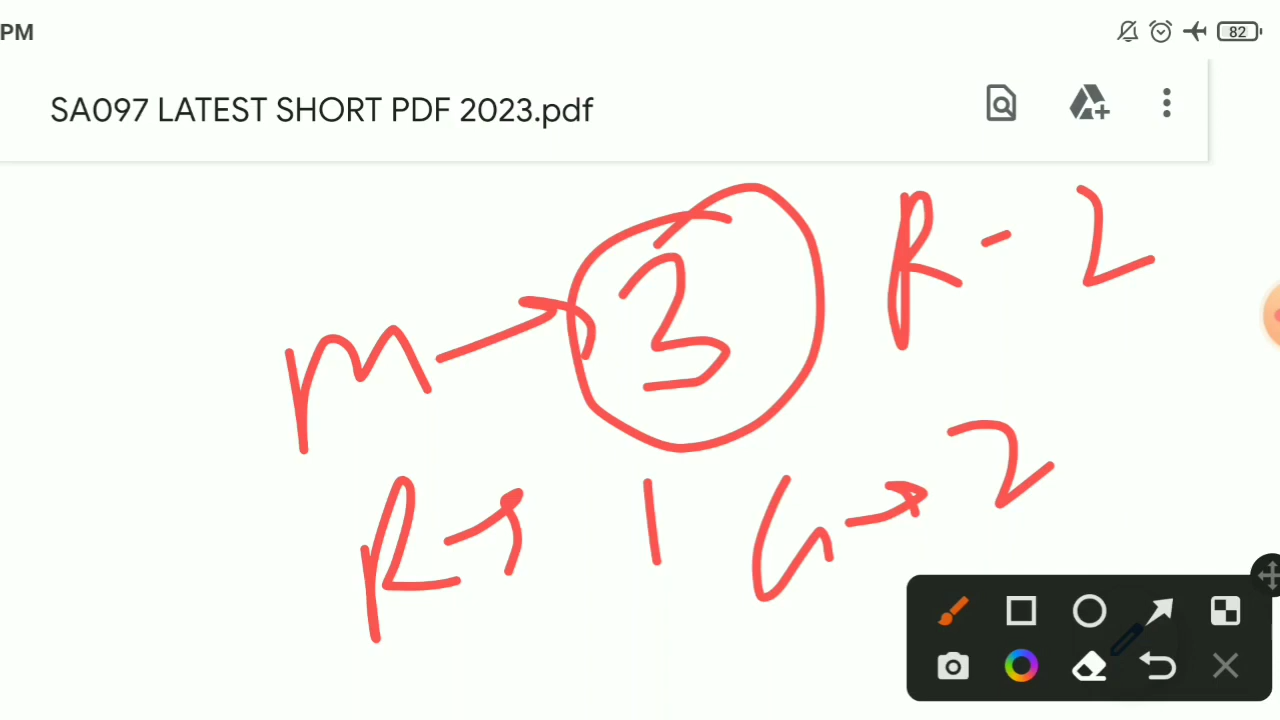 PM 82
SA097 LATEST SHORT PDF 2023.pdf
R - 2
m → 3
R → 1 G → 2